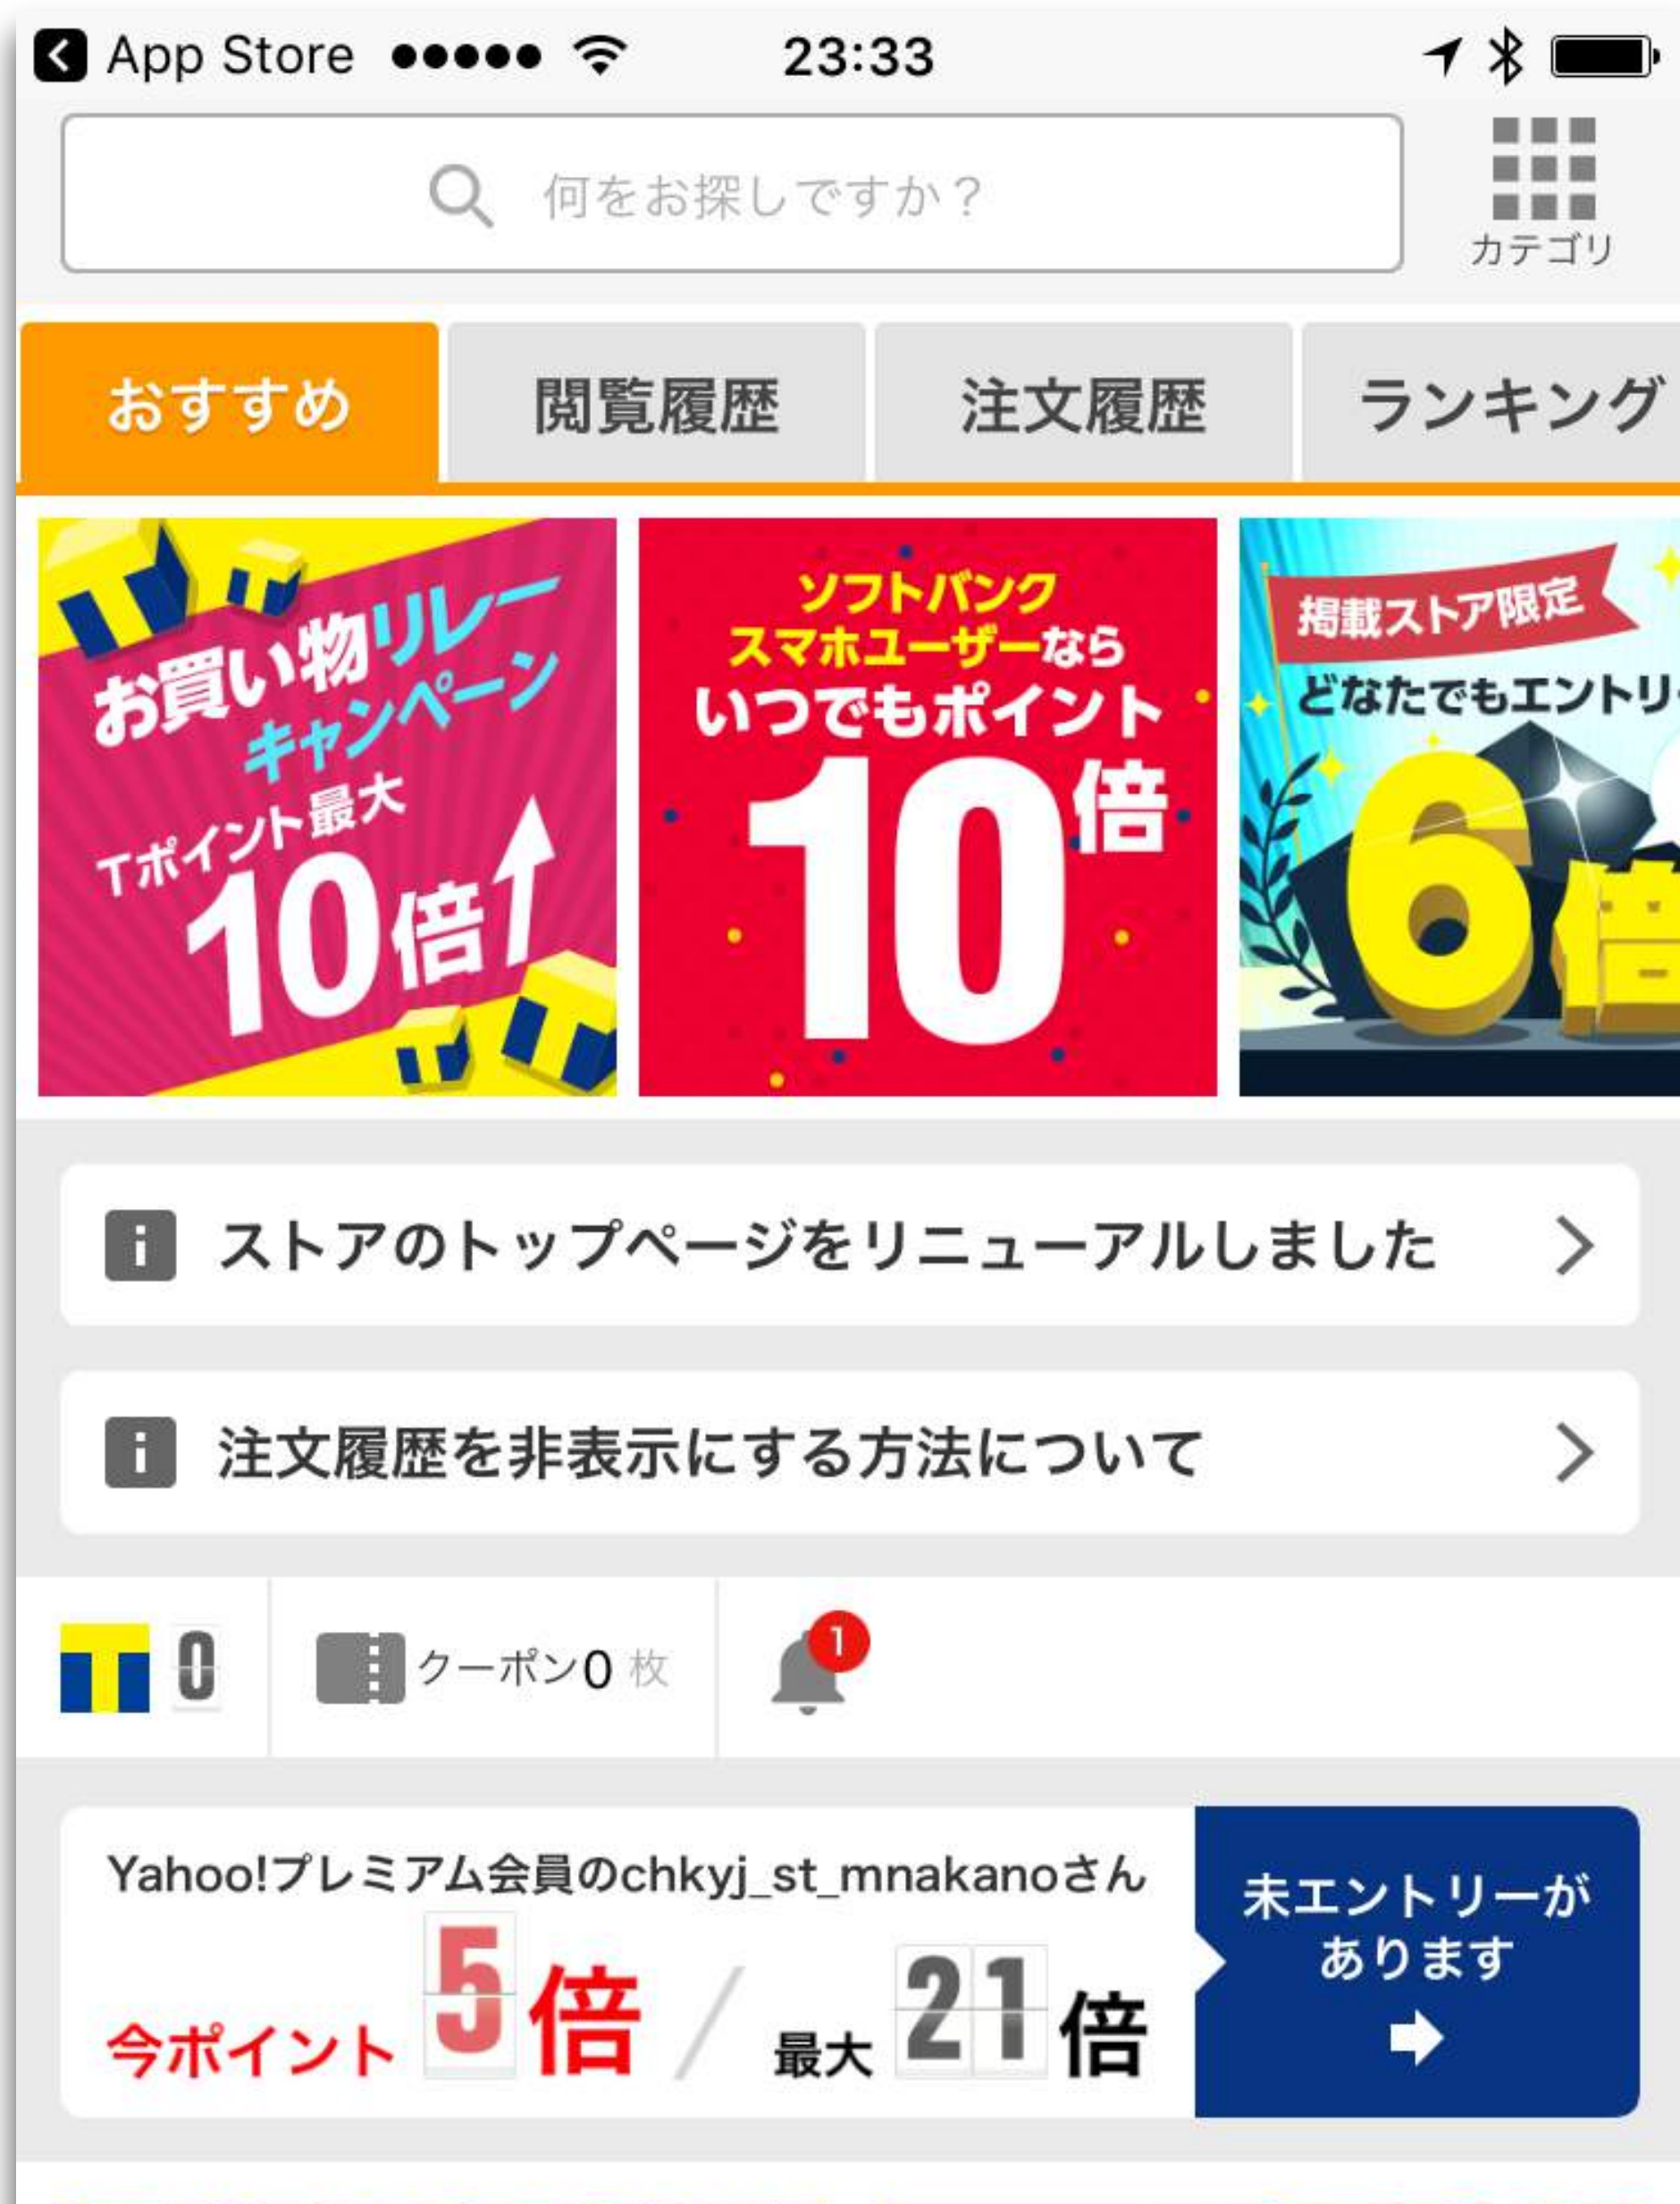 App Store 23:33
何をお探しですか？
カテゴリ
おすすめ 閲覧履歴 注文履歴 ランキング
お買い物リレー
キャンペーン
Tポイント最大
10倍
ソフトバンク
スマホユーザーなら
いつでもポイント
10倍
掲載ストア限定
どなたでもエントリー
6倍
ストアのトップページをリニューアルしました
注文履歴を非表示にする方法について
T 0 クーポン0 枚 1
Yahoo!プレミアム会員のchkyj_st_mnakanoさん
今ポイント 5倍 / 最大 21倍
未エントリーが
あります